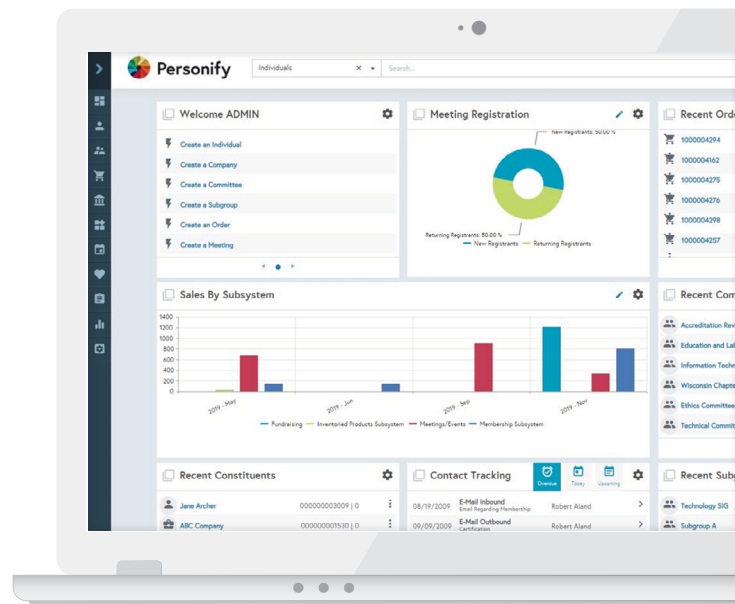 Personify
Individuals
Search..
Welcome ADMIN
Create an Individual
Create a Company
Create a Committee
Create a Subgroup
Create an Order
Create a Meeting
Meeting Registration
New Registrants: 50.00 %
Returning Registrants: 50.00 %
New Registrants
Returning Registrants
Recent Orde
1000004294
1000004162
1000004275
1000004276
1000004298
1000004257
Sales By Subsystem
1400
1200
1000
800
600
400
200
0
2019 - May
2019 - Jun
2019 - Sep
2019 - Nov
Fundraising
Inventoried Products Subsystem
Meetings/Events
Membership Subsystem
Recent Com
Accreditation Rev
Education and Lab
Information Techn
Wisconsin Chapte
Ethics Committee
Technical Commit
Recent Constituents
Jane Archer 000000003009 | 0
ABC Company 000000001530 | 0
Contact Tracking
Overdue
Today
Upcoming
08/19/2009 E-Mail Inbound Robert Aland
Email Regarding Membership
09/09/2009 E-Mail Outbound Robert Aland
Certification
Recent Subg
Technology SIG
Subgroup A